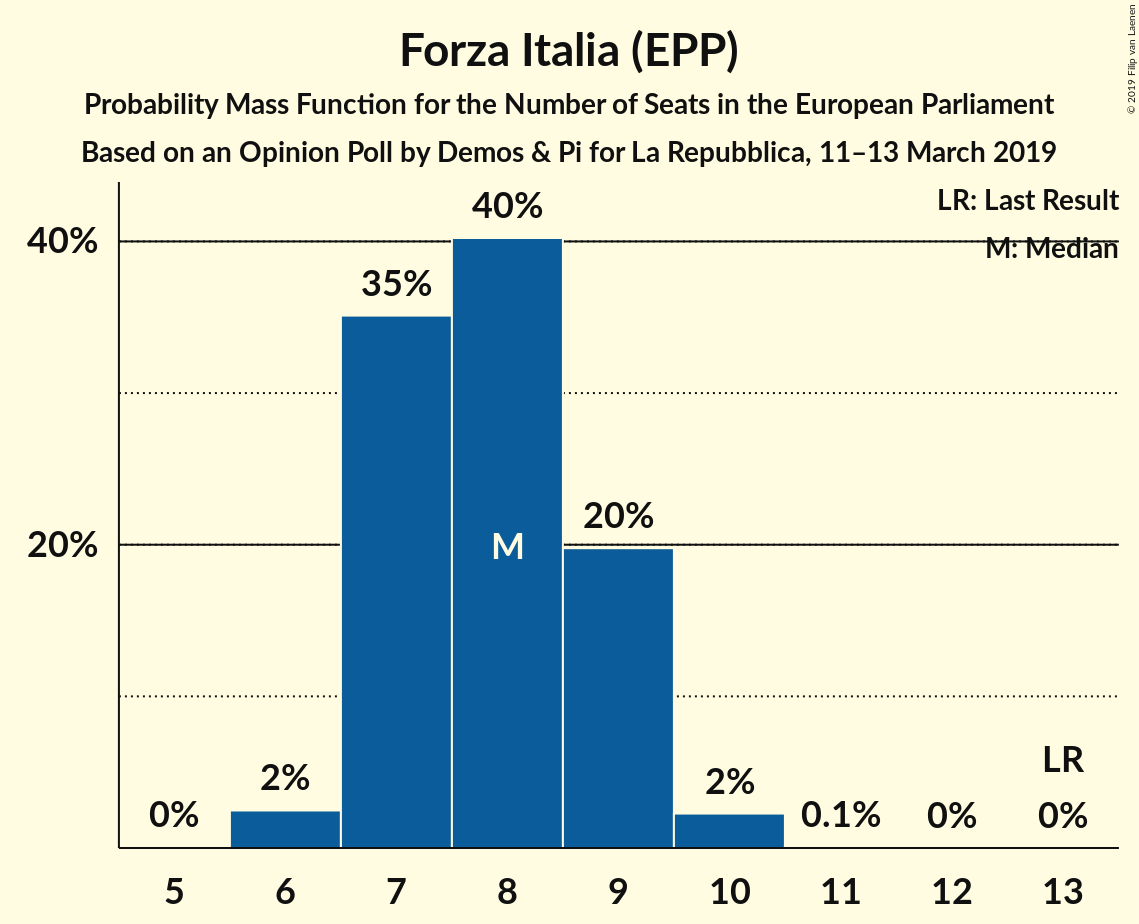 Forza Italia (EPP)
Probability Mass Function for the Number of Seats in the European Parliament
Based on an Opinion Poll by Demos & Pi for La Repubblica, 11–13 March 2019
© 2019 Filip van Laenen
LR: Last Result
M: Median
40%
20%
0%
2%
35%
40%
M
20%
2%
0.1%
0%
LR
0%
5 6 7 8 9 10 11 12 13